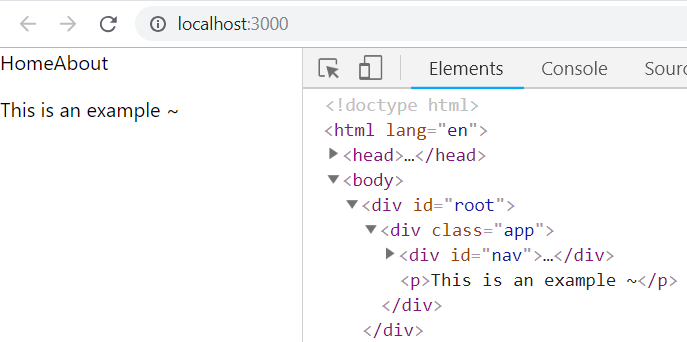 localhost:3000
HomeAbout
This is an example ~
Elements Console Sourc
<!doctype html>
<html lang="en">
<head>…</head>
<body>
<div id="root">
<div class="app">
<div id="nav">…</div>
<p>This is an example ~</p>
</div>
</div>